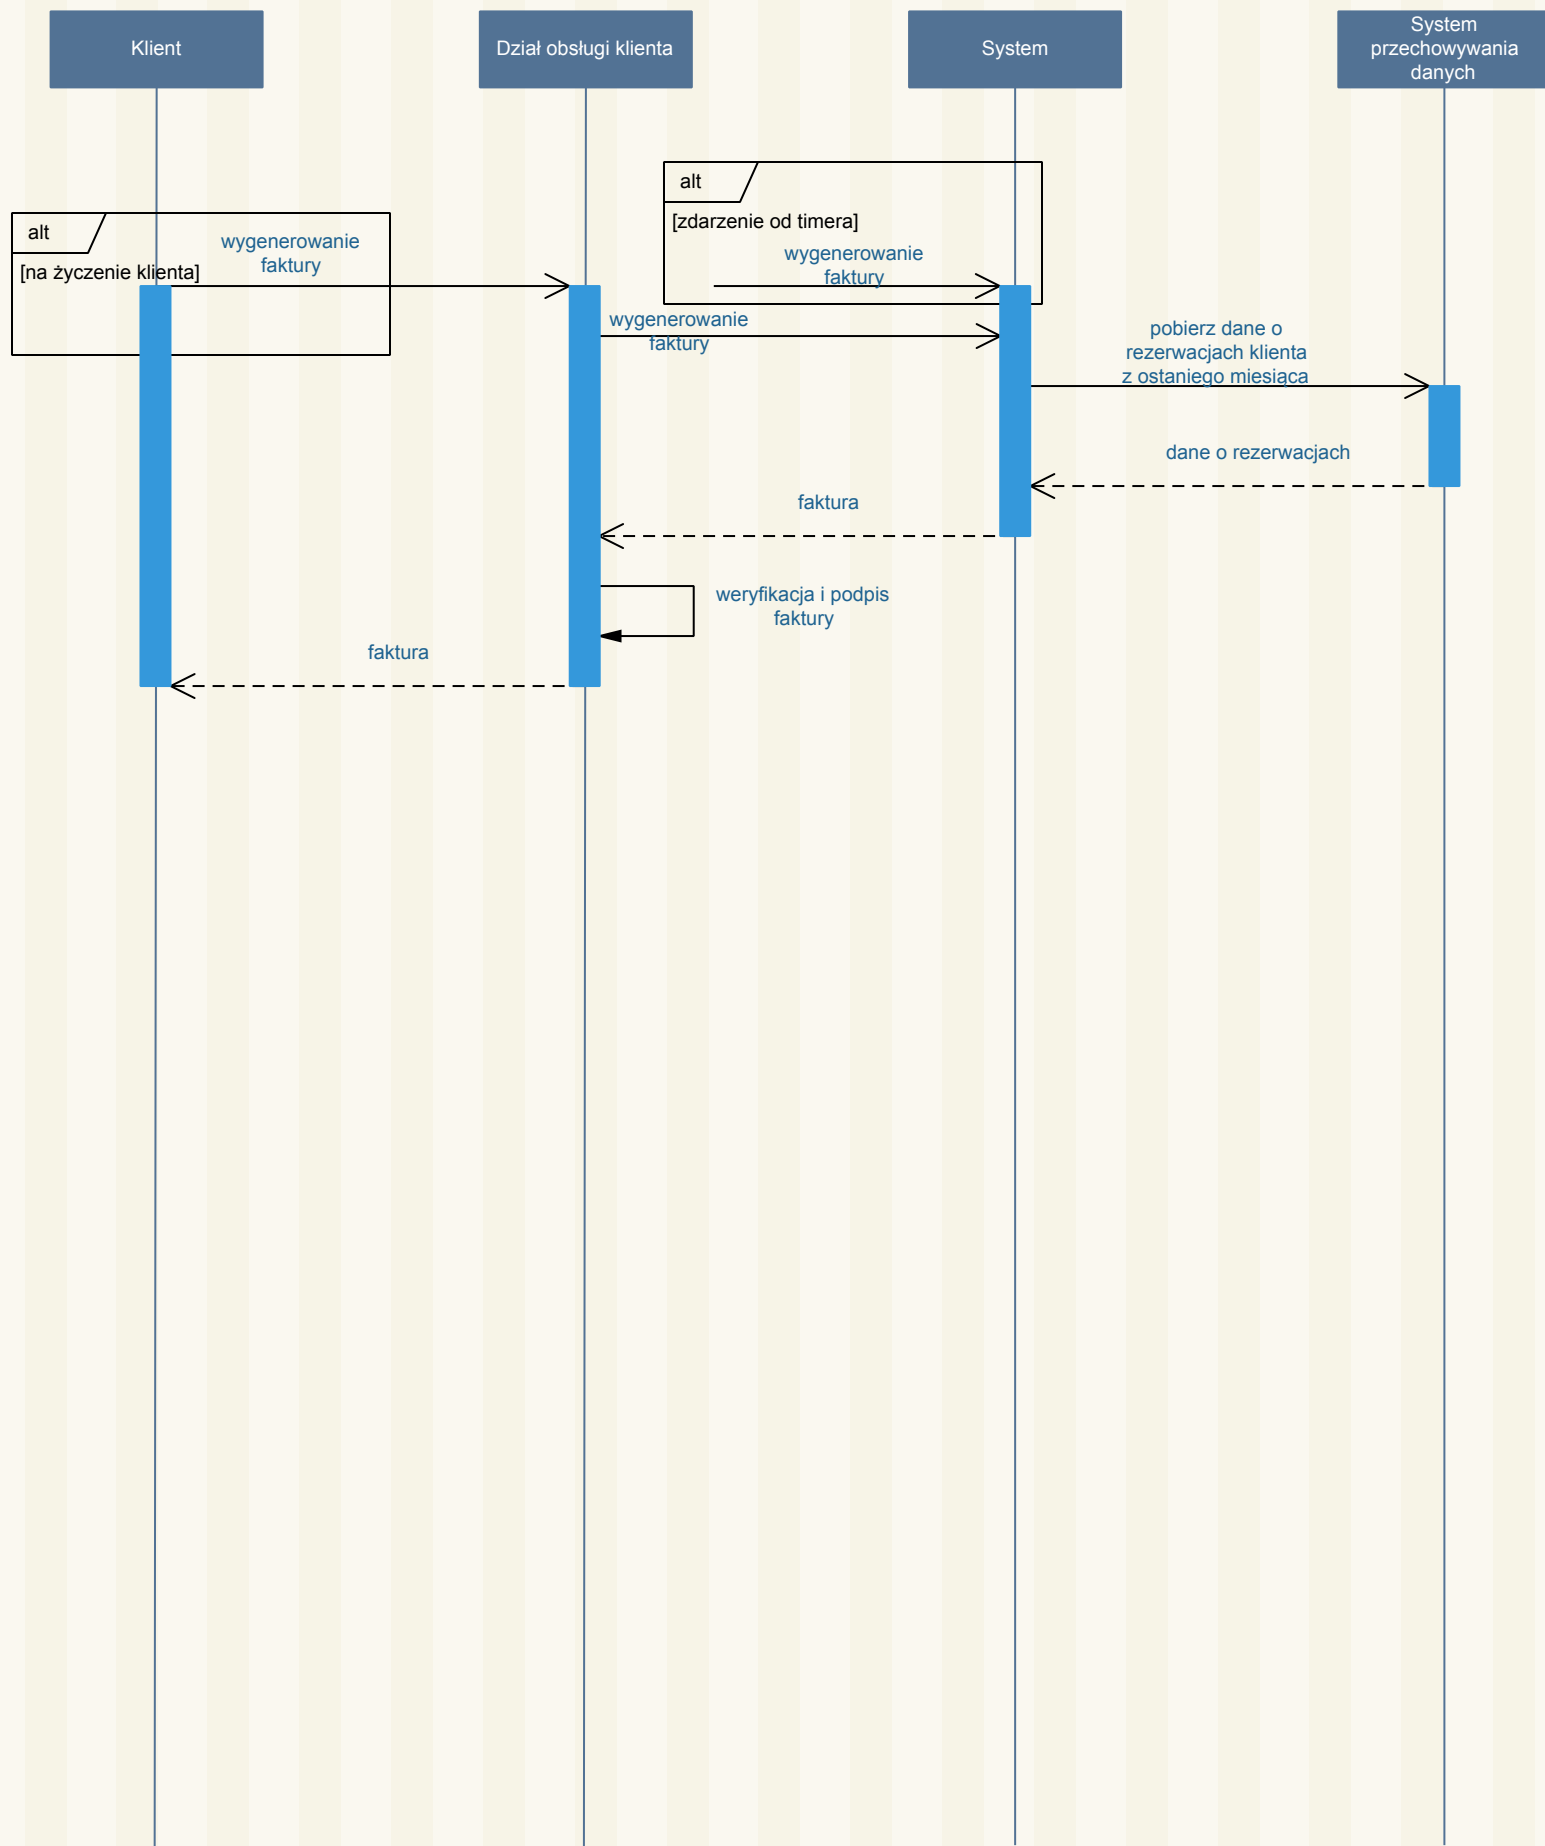 Klient
Dział obsługi klienta
System
System
przechowywania
danych
alt
[zdarzenie od timera]
wygenerowanie
faktury
alt
[na życzenie klienta]
wygenerowanie
faktury
wygenerowanie
faktury
pobierz dane o
rezerwacjach klienta
z ostaniego miesiąca
dane o rezerwacjach
faktura
weryfikacja i podpis
faktury
faktura